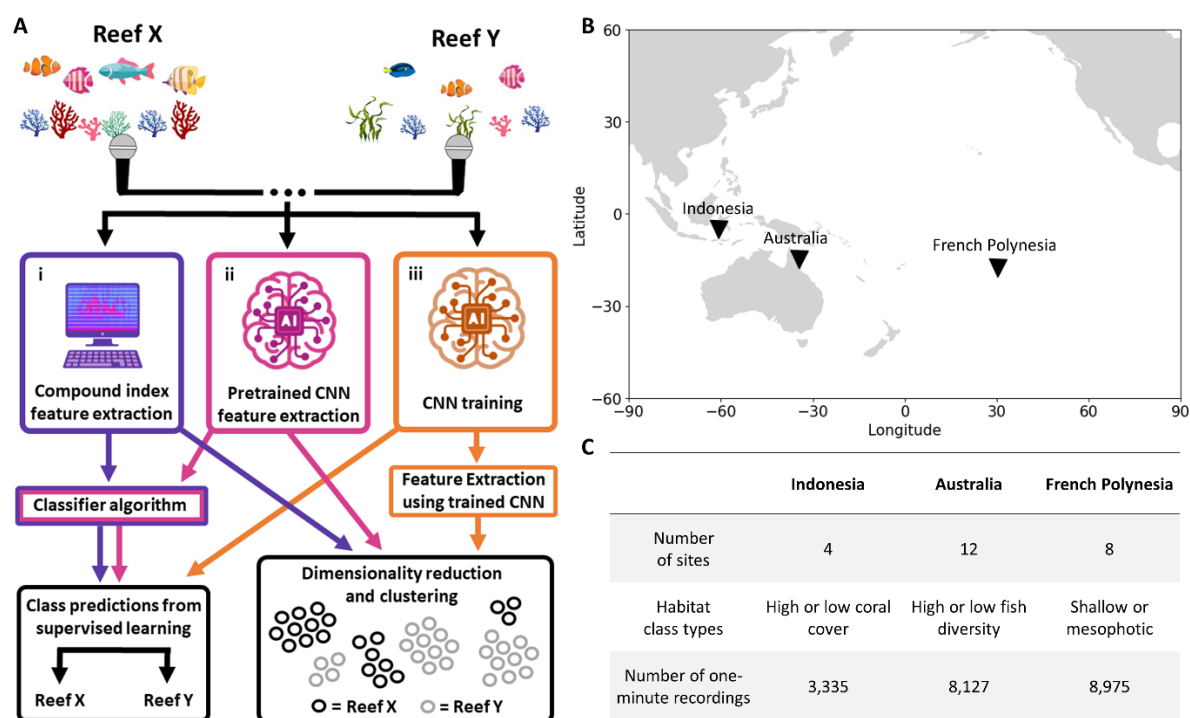 A
Reef X
Reef Y
i
Compound index
feature extraction
ii
AI
Pretrained CNN
feature extraction
iii
AI
CNN training
Classifier algorithm
Feature Extraction
using trained CNN
Class predictions from
supervised learning
Reef X
Reef Y
Dimensionality reduction
and clustering
= Reef X
= Reef Y
B
60
30
0
−30
−60
Latitude
Indonesia
Australia
French Polynesia
−90
−60
−30
0
30
60
90
Longitude
C
Indonesia Australia French Polynesia
Number
of sites
4 12 8
Habitat
class types
High or low coral
cover
High or low fish
diversity
Shallow or
mesophotic
Number of one-
minute recordings
3,335 8,127 8,975